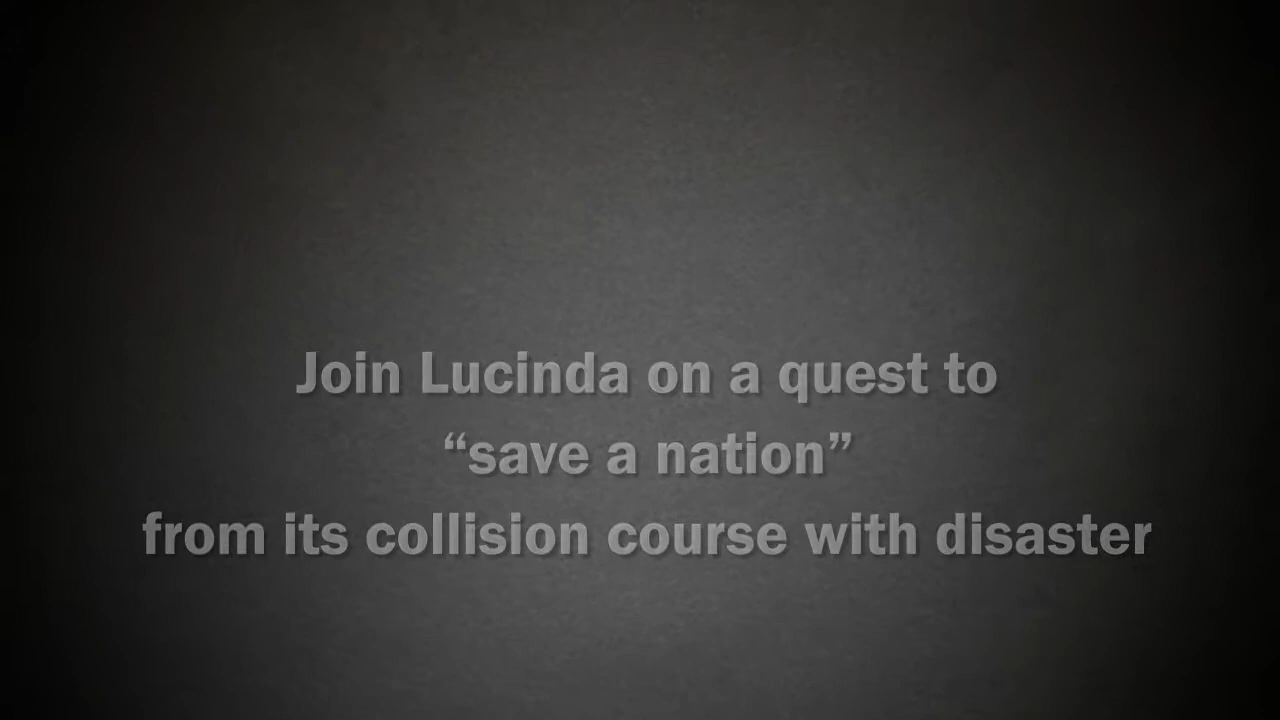 Join Lucinda on a quest to
“save a nation”
from its collision course with disaster